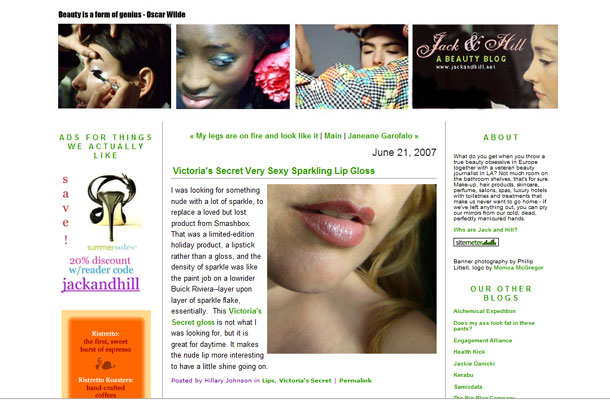 Beauty is a form of genius - Oscar Wilde
Jack & Hill
A BEAUTY BLOG
www.jackandhill.net
ADS FOR THINGS
WE ACTUALLY
LIKE
save!
summersoles
20% discount
w/reader code
jackandhill
Ristretto:
the first, sweet
burst of espresso
Ristretto Roasters:
hand-crafted
coffees
« My legs are on fire and look like it | Main | Janeane Garofalo »
June 21, 2007
Victoria's Secret Very Sexy Sparkling Lip Gloss
I was looking for something
nude with a lot of sparkle, to
replace a loved but lost
product from Smashbox.
That was a limited-edition
holiday product, a lipstick
rather than a gloss, and the
density of sparkle was like
the paint job on a lowrider
Buick Riviera--layer upon
layer of sparkle flake,
essentially. This Victoria's
Secret gloss is not what I
was looking for, but it is
great for daytime. It makes
the nude lip more interesting
to have a little shine going on.
Posted by Hillary Johnson in Lips, Victoria's Secret | Permalink
ABOUT
What do you get when you throw a
true beauty obsessive in Europe
together with a veteran beauty
journalist in LA? Not much room on
the bathroom shelves, that's for sure.
Make-up, hair products, skincare,
perfume, salons, spas, luxury hotels
with toiletries and treatments that
make us never want to go home - if
we've left anything out, you can pry
our mirrors from our cold, dead,
perfectly manicured hands.
Who are Jack and Hill?
sitemeter
Banner photography by Philip
Littell, logo by Monica McGregor
OUR OTHER
BLOGS
Alchemical Expedition
Does my ass look fat in these
pants?
Engagement Alliance
Health Kick
Jackie Danicki
Kerabu
Samizdata
The Big Blog Company